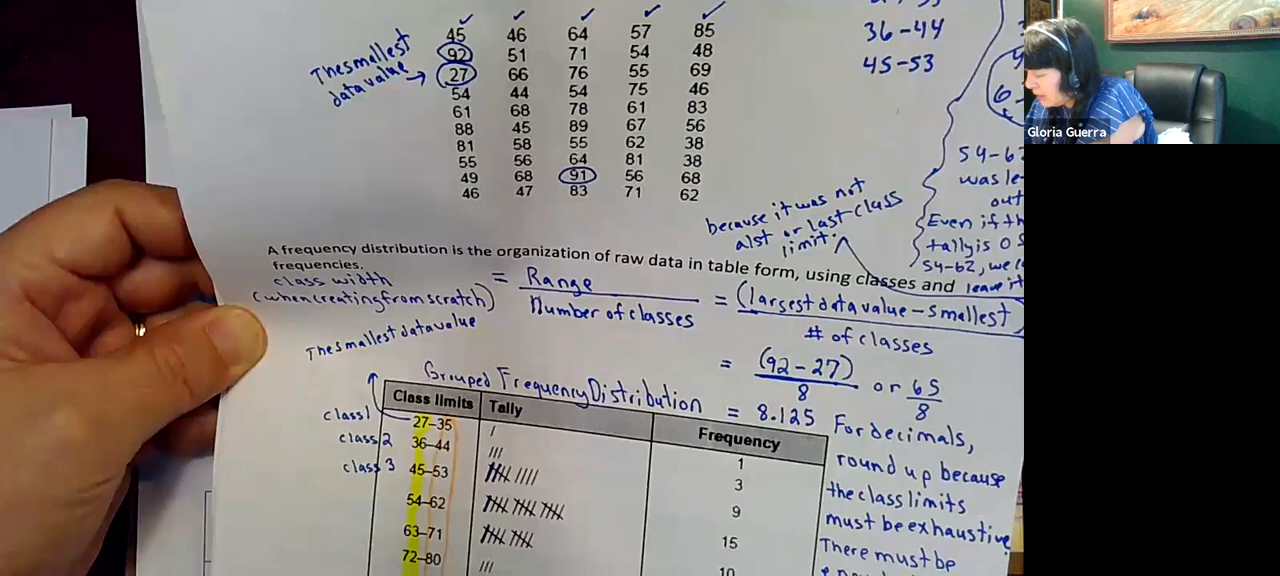 45 46 64 57 85
92 51 71 54 48
27 66 76 55 69
54 44 54 75 46
61 68 78 61 83
88 45 89 67 56
81 58 55 62 38
55 56 64 81 38
49 68 91 56 68
46 47 83 71 62
The smallest
data value
36-44
45-53
Gloria Guerra
54-6
was le
out
Even if th
tally is 0
54-62, we
leave it
because it was not
a 1st or last class
limit.
A frequency distribution is the organization of raw data in table form, using classes and
frequencies.
class width
(when creating from scratch)
= Range
Number of classes
= (largest data value - smallest)
# of classes
The smallest data value
= (92-27)
8
or 65
8
= 8.125
Grouped Frequency Distribution
Class limits Tally Frequency
class 1 27–35 / 1
class 2 36–44 /// 3
class 3 45–53 9
54–62 15
63–71 10
72–80 ///
For decimals,
round up because
the class limits
must be exhaustive
There must be